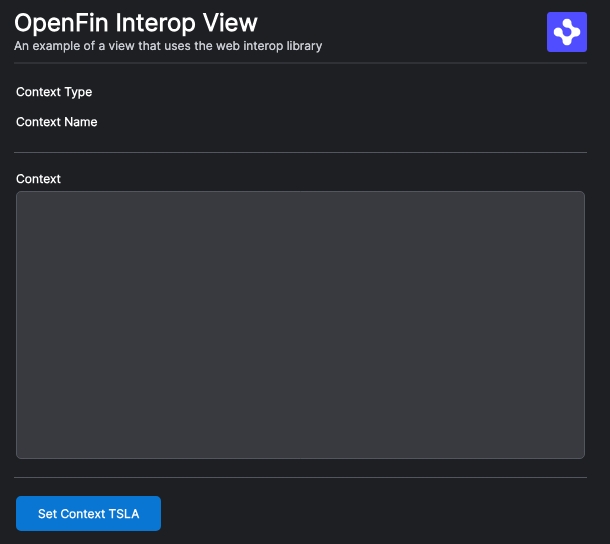 OpenFin Interop View
An example of a view that uses the web interop library
Context Type
Context Name
Context
Set Context TSLA